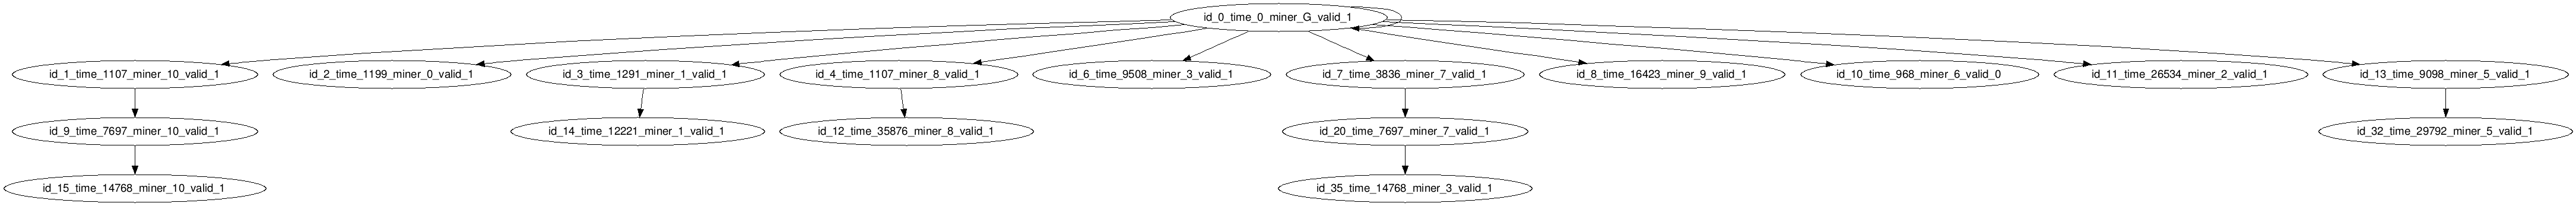 id_0_time_0_miner_G_valid_1
id_1_time_1107_miner_10_valid_1
id_2_time_1199_miner_0_valid_1
id_3_time_1291_miner_1_valid_1
id_4_time_1107_miner_8_valid_1
id_6_time_9508_miner_3_valid_1
id_7_time_3836_miner_7_valid_1
id_8_time_16423_miner_9_valid_1
id_10_time_968_miner_6_valid_0
id_11_time_26534_miner_2_valid_1
id_13_time_9098_miner_5_valid_1
id_9_time_7697_miner_10_valid_1
id_14_time_12221_miner_1_valid_1
id_12_time_35876_miner_8_valid_1
id_20_time_7697_miner_7_valid_1
id_32_time_29792_miner_5_valid_1
id_15_time_14768_miner_10_valid_1
id_35_time_14768_miner_3_valid_1